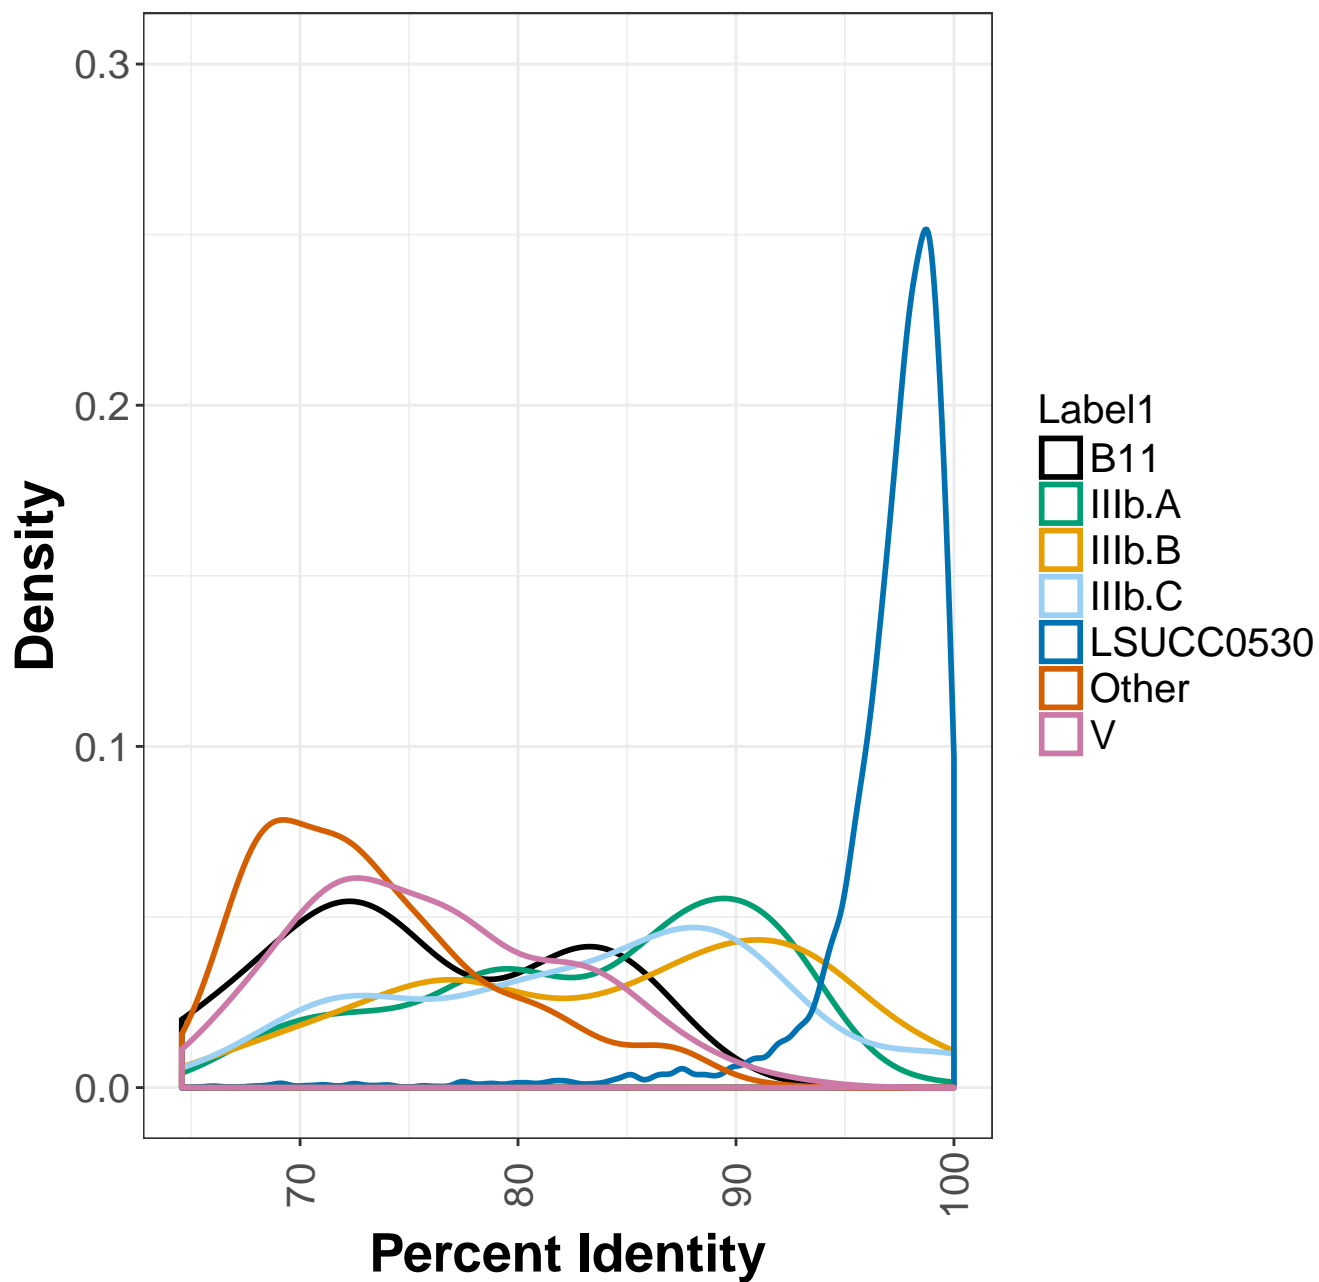 0.3
0.2
0.1
0.0
Density
70
80
90
100
Percent Identity
Label1
B11
IIIb.A
IIIb.B
IIIb.C
LSUCC0530
Other
V